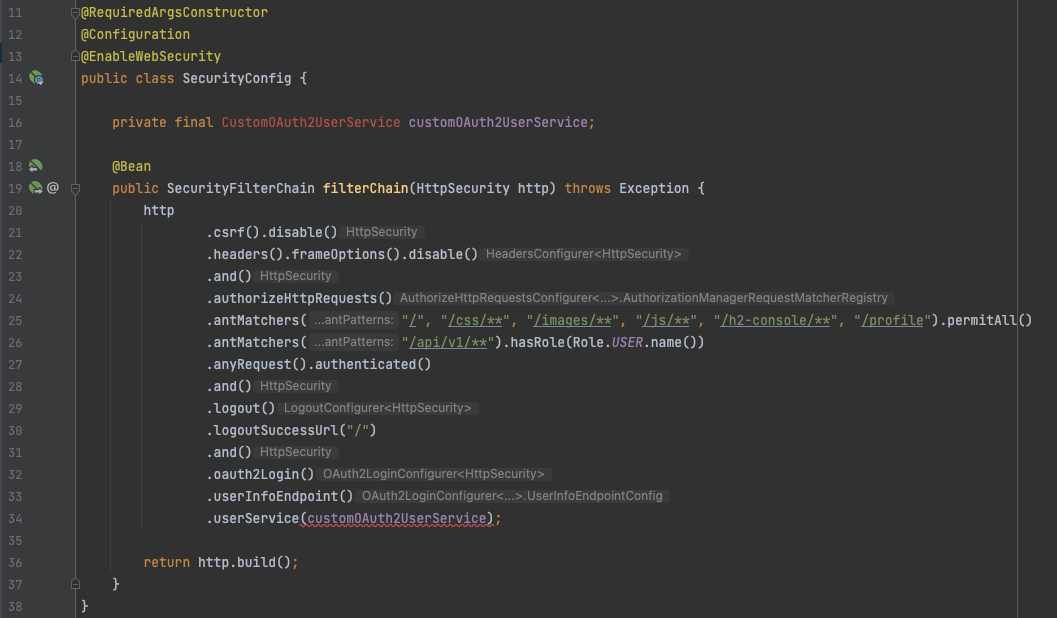 11 @RequiredArgsConstructor
12 @Configuration
13 @EnableWebSecurity
14 public class SecurityConfig {
15
16 private final CustomOAuth2UserService customOAuth2UserService;
17
18 @Bean
19 @ public SecurityFilterChain filterChain(HttpSecurity http) throws Exception {
20 http
21 .csrf().disable() HttpSecurity
22 .headers().frameOptions().disable() HeadersConfigurer<HttpSecurity>
23 .and() HttpSecurity
24 .authorizeHttpRequests() AuthorizeHttpRequestsConfigurer<...>.AuthorizationManagerRequestMatcherRegistry
25 .antMatchers( ...antPatterns: "/", "/css/**", "/images/**", "/js/**", "/h2-console/**", "/profile").permitAll()
26 .antMatchers( ...antPatterns: "/api/v1/**").hasRole(Role.USER.name())
27 .anyRequest().authenticated()
28 .and() HttpSecurity
29 .logout() LogoutConfigurer<HttpSecurity>
30 .logoutSuccessUrl("/")
31 .and() HttpSecurity
32 .oauth2Login() OAuth2LoginConfigurer<HttpSecurity>
33 .userInfoEndpoint() OAuth2LoginConfigurer<...>.UserInfoEndpointConfig
34 .userService(customOAuth2UserService);
35
36 return http.build();
37 }
38 }